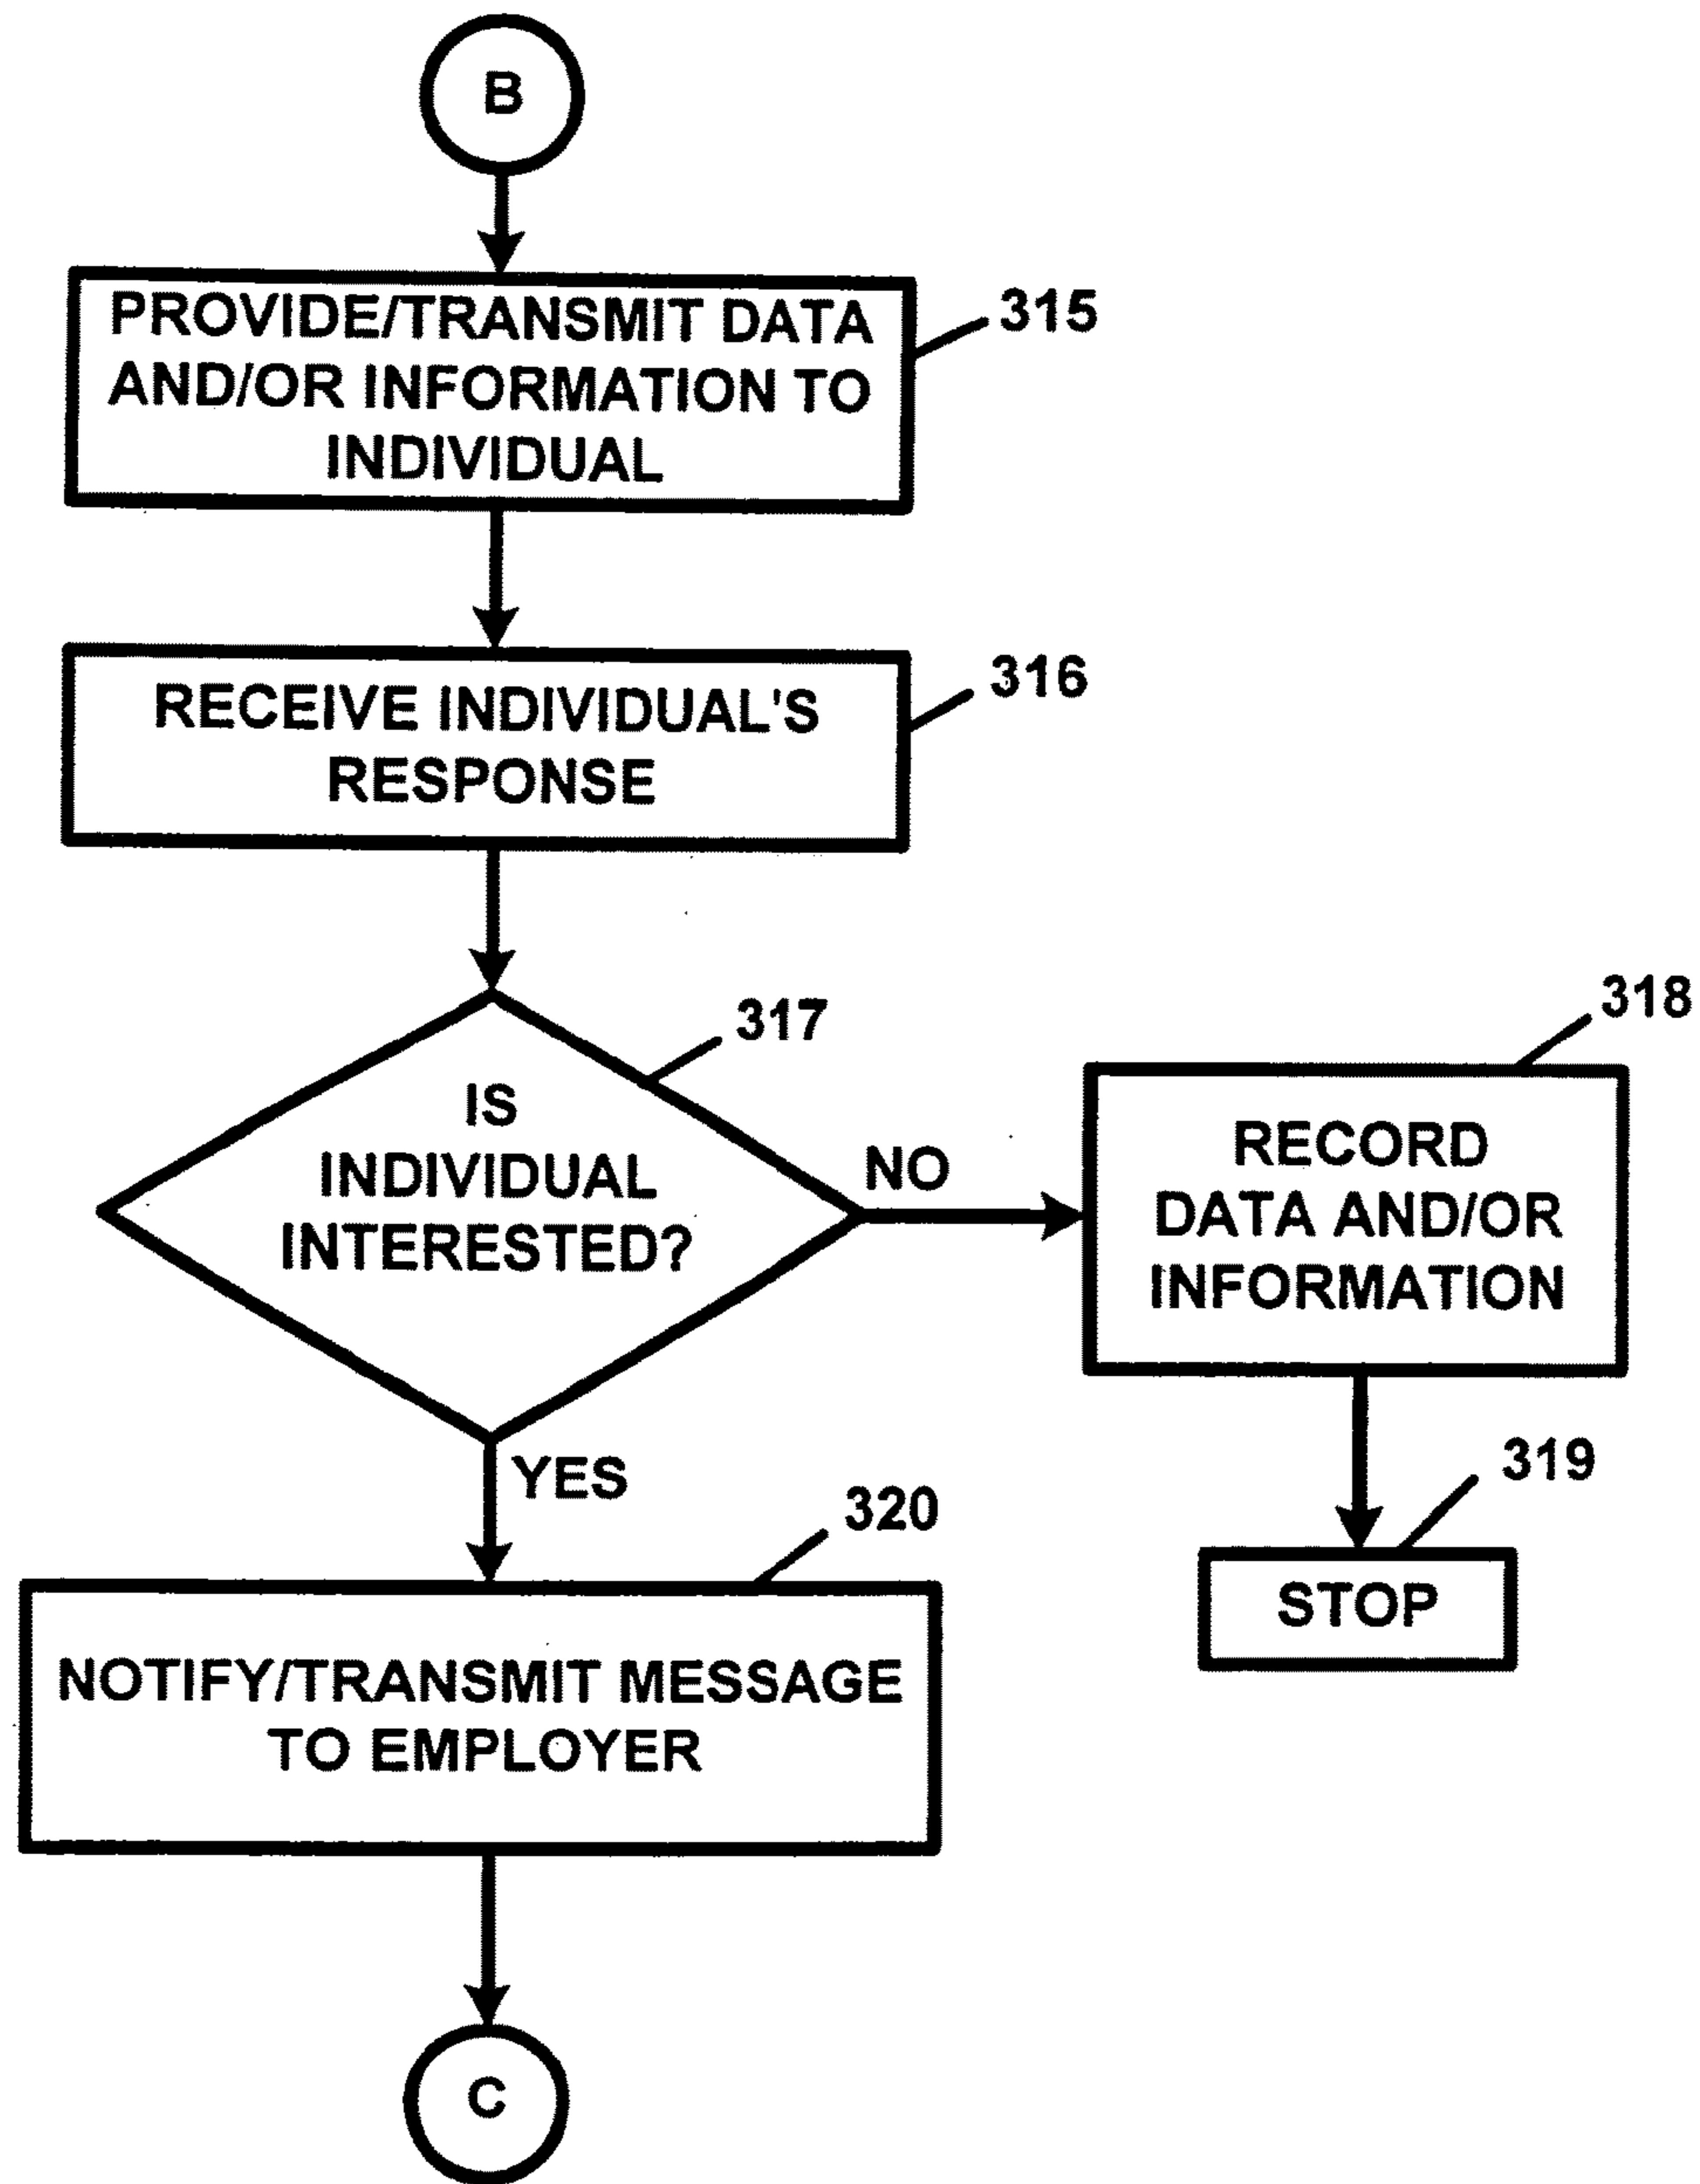 B
PROVIDE/TRANSMIT DATA
AND/OR INFORMATION TO
INDIVIDUAL
315
RECEIVE INDIVIDUAL'S
RESPONSE
316
IS
INDIVIDUAL
INTERESTED?
317
NO
RECORD
DATA AND/OR
INFORMATION
318
STOP
319
YES
NOTIFY/TRANSMIT MESSAGE
TO EMPLOYER
320
C